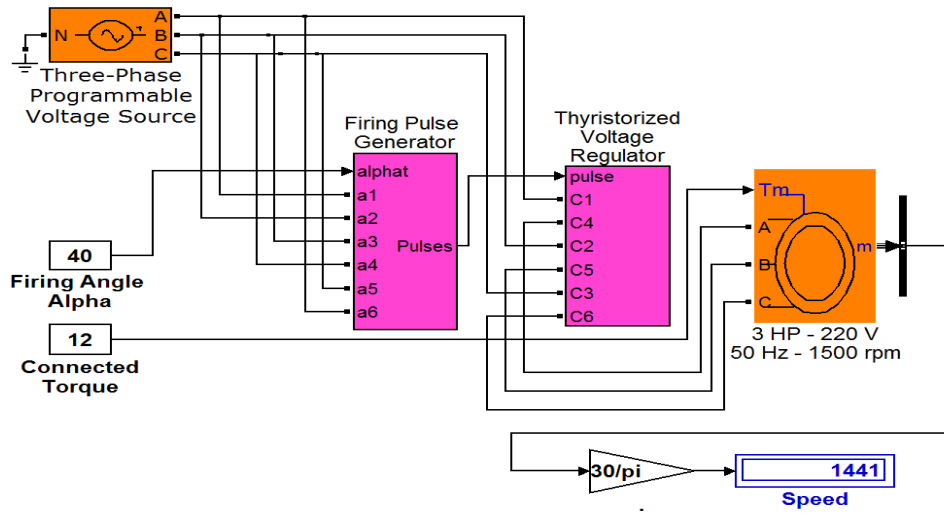 A
N
B
C
Three-Phase
Programmable
Voltage Source
Firing Pulse
Generator
alphat
a1
a2
a3
a4
a5
a6
Pulses
Thyristorized
Voltage
Regulator
pulse
C1
C4
C2
C5
C3
C6
Tm
A
B
C
m
3 HP - 220 V
50 Hz - 1500 rpm
40
Firing Angle
Alpha
12
Connected
Torque
30/pi
1441
Speed